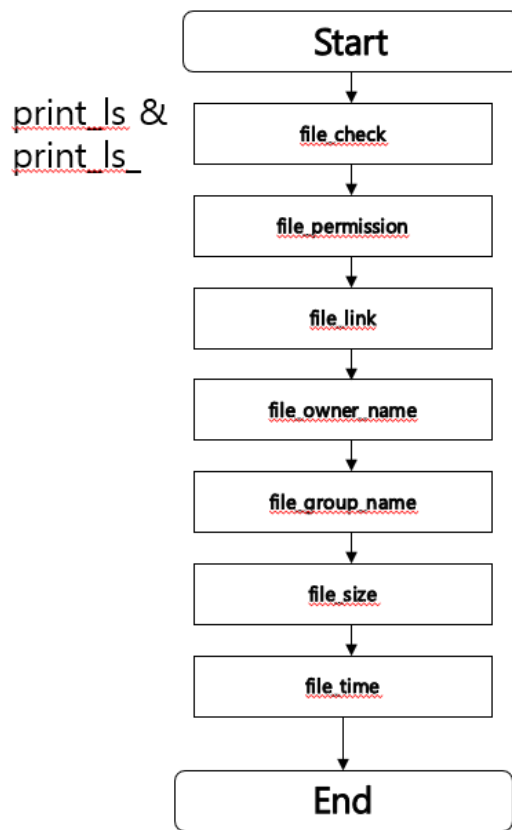 Start
print_ls &
print_ls_
file_check
file_permission
file_link
file_owner_name
file_group_name
file_size
file_time
End